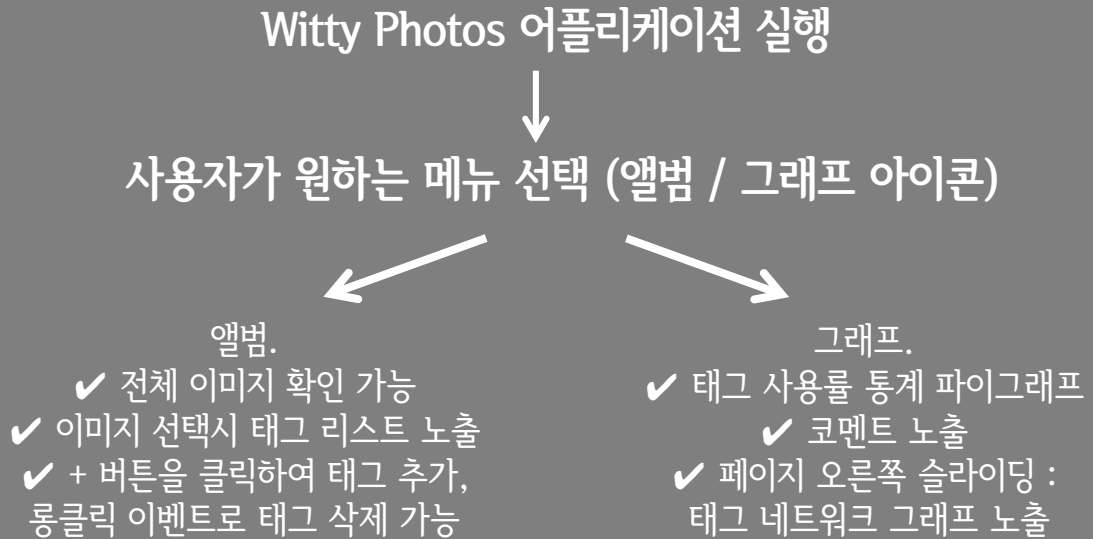 Witty Photos 어플리케이션 실행
사용자가 원하는 메뉴 선택 (앨범 / 그래프 아이콘)
앨범.
✔ 전체 이미지 확인 가능
✔ 이미지 선택시 태그 리스트 노출
✔ + 버튼을 클릭하여 태그 추가,
롱클릭 이벤트로 태그 삭제 가능
그래프.
✔ 태그 사용률 통계 파이그래프
✔ 코멘트 노출
✔ 페이지 오른쪽 슬라이딩 :
태그 네트워크 그래프 노출